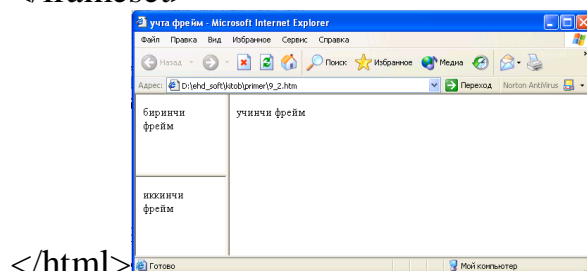 </frameset>
учта фрейм - Microsoft Internet Explorer
Файл Правка Вид Избранное Сервис Справка
Назад Поиск Избранное Медиа
Адрес: D:\ehd_soft\kitob\primer\9_2.htm Переход Norton AntiVirus
биринчи
фрейм
учинчи фрейм
иккинчи
фрейм
</html>
Готово Мой компьютер